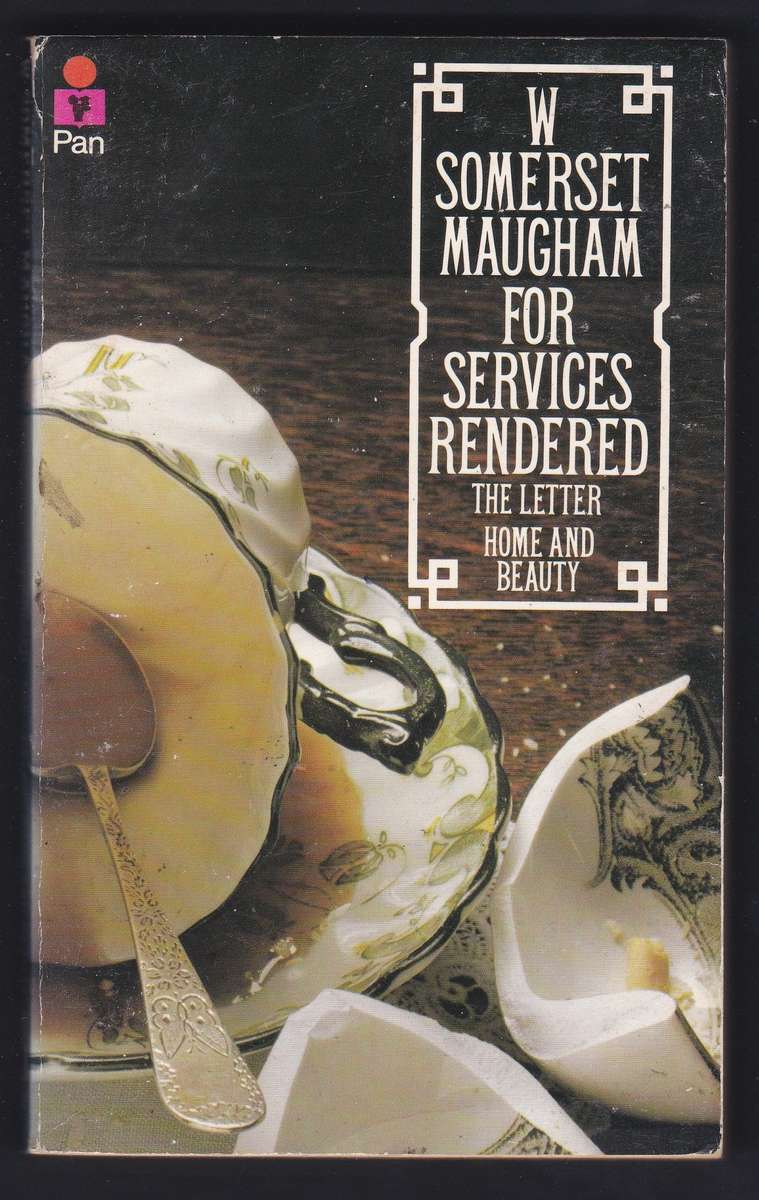 Pan
W
SOMERSET
MAUGHAM
FOR
SERVICES
RENDERED
THE LETTER
HOME AND
BEAUTY